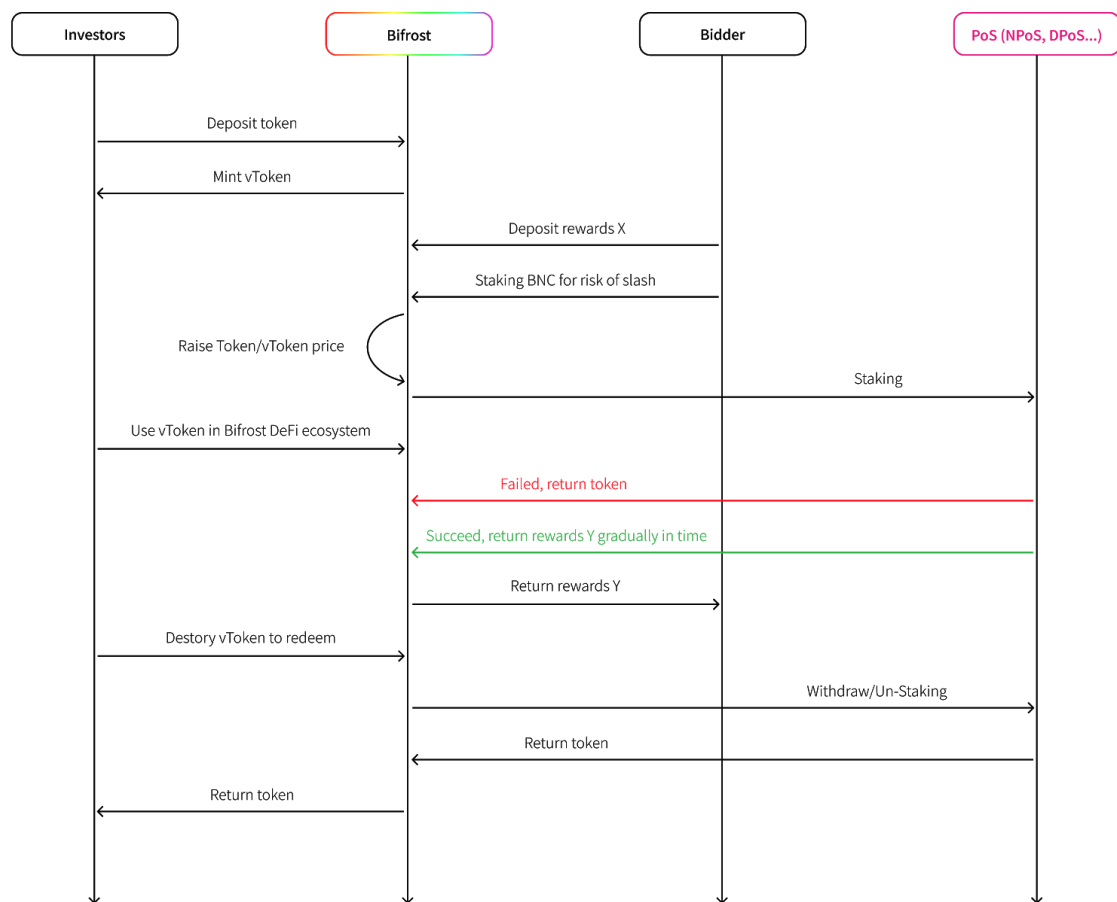 Investors
Bifrost
Bidder
PoS (NPoS, DPoS...)
Deposit token
Mint vToken
Deposit rewards X
Staking BNC for risk of slash
Raise Token/vToken price
Staking
Use vToken in Bifrost DeFi ecosystem
Failed, return token
Succeed, return rewards Y gradually in time
Return rewards Y
Destory vToken to redeem
Withdraw/Un-Staking
Return token
Return token